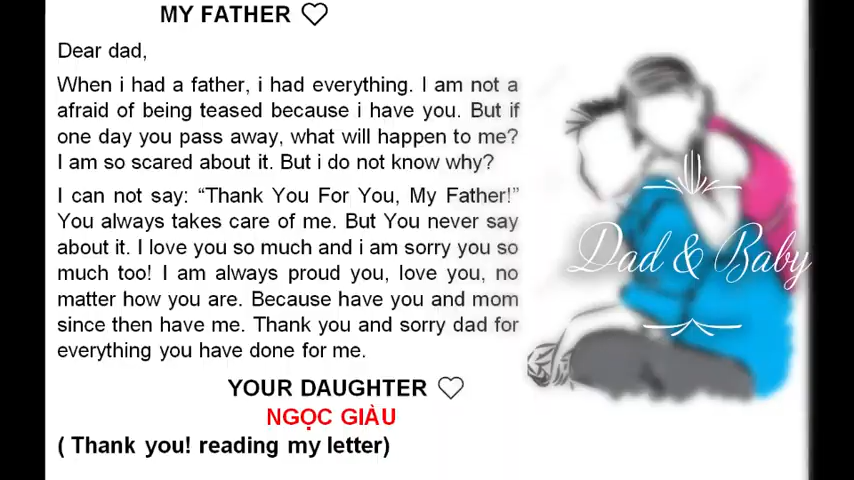 MY FATHER
Dear dad,
When i had a father, i had everything. I am not a
afraid of being teased because i have you. But if
one day you pass away, what will happen to me?
I am so scared about it. But i do not know why?
I can not say: “Thank You For You, My Father!”
You always takes care of me. But You never say
about it. I love you so much and i am sorry you so
much too! I am always proud you, love you, no
matter how you are. Because have you and mom
since then have me. Thank you and sorry dad for
everything you have done for me.
YOUR DAUGHTER
NGỌC GIÀU
( Thank you! reading my letter)
Dad & Baby